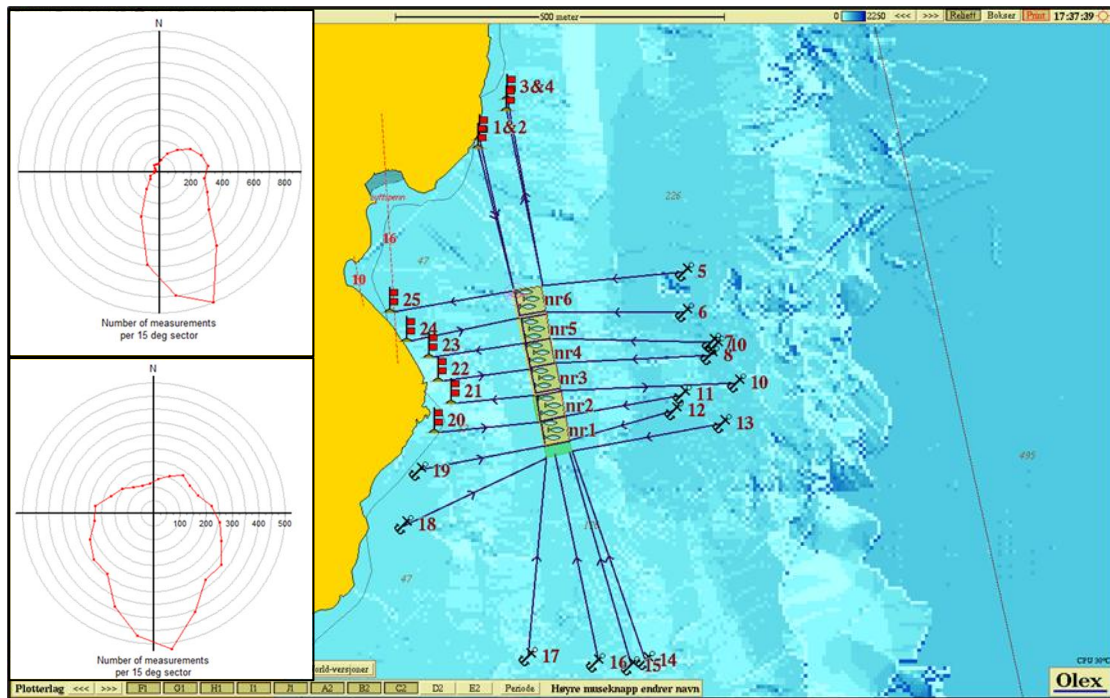 N
200 400 600 800
Number of measurements
per 15 deg sector
N
100 200 300 400 500
Number of measurements
per 15 deg sector
500 meter
0 2250 <<< >>> Relieff Bokser Print 17:37:39
3&4
1&2
226
16
47
10
5
25
nr6
6
24
nr5
7
10
23
nr4
8
22
nr3
10
21
11
nr2
12
20
nr1
13
19
495
18
47
17
16
15
14
CPU 30°C
Plotterlag <<< >>> F1 G1 H1 I1 J1 A2 B2 C2 D2 E2 Periode Høyre museknapp endrer navn
Olex